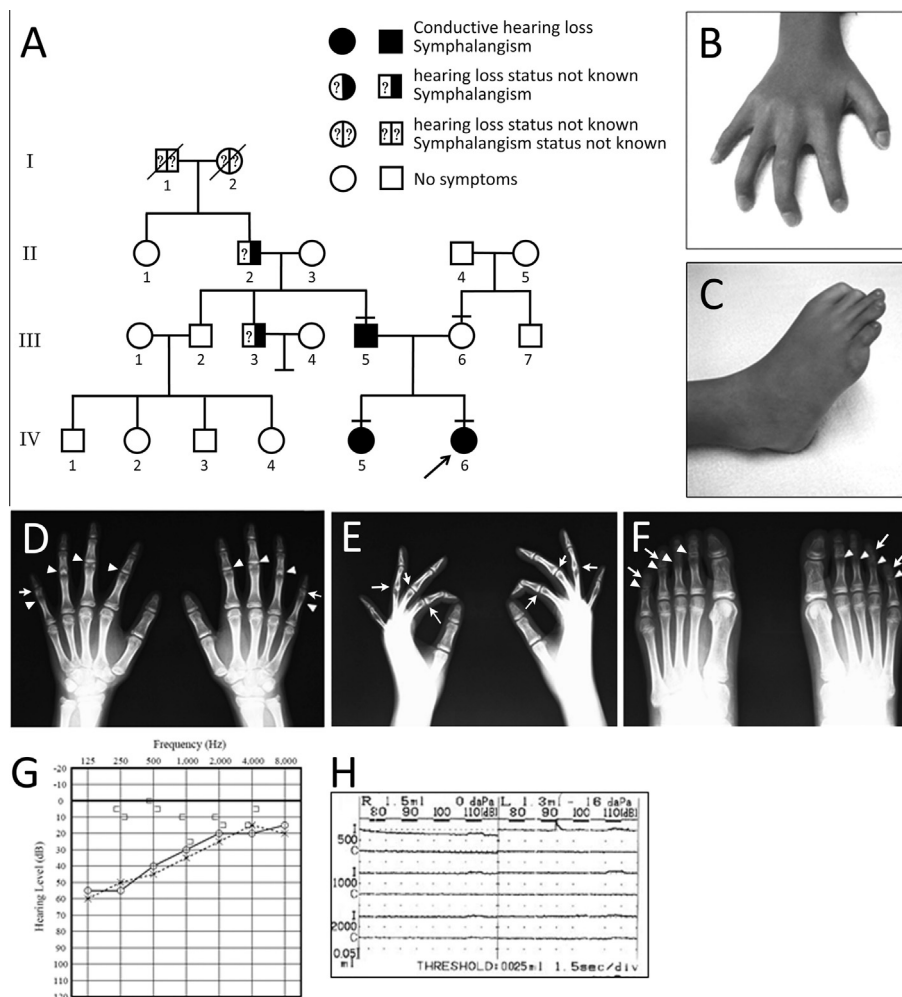 A
Conductive hearing loss
Symphalangism
? ? hearing loss status not known
Symphalangism
?? ?? hearing loss status not known
Symphalangism status not known
No symptoms
I
?? ??
1 2
II
?
1 2 3 4 5
III
?
1 2 3 4 5 6 7
IV
1 2 3 4 5 6
B
C
D
E
F
G
Frequency (Hz)
125 250 500 1,000 2,000 4,000 8,000
Hearing Level (dB)
-20
-10
0
10
20
30
40
50
60
70
80
90
100
110
120
H
R 1.5ml 0 daPa L 1.3ml - 16 daPa
80 90 100 110(dB) 80 90 100 110(dB)
I
500
C
I
1000
C
I
2000
C
0.05
ml
THRESHOLD:0025ml 1.5sec/div